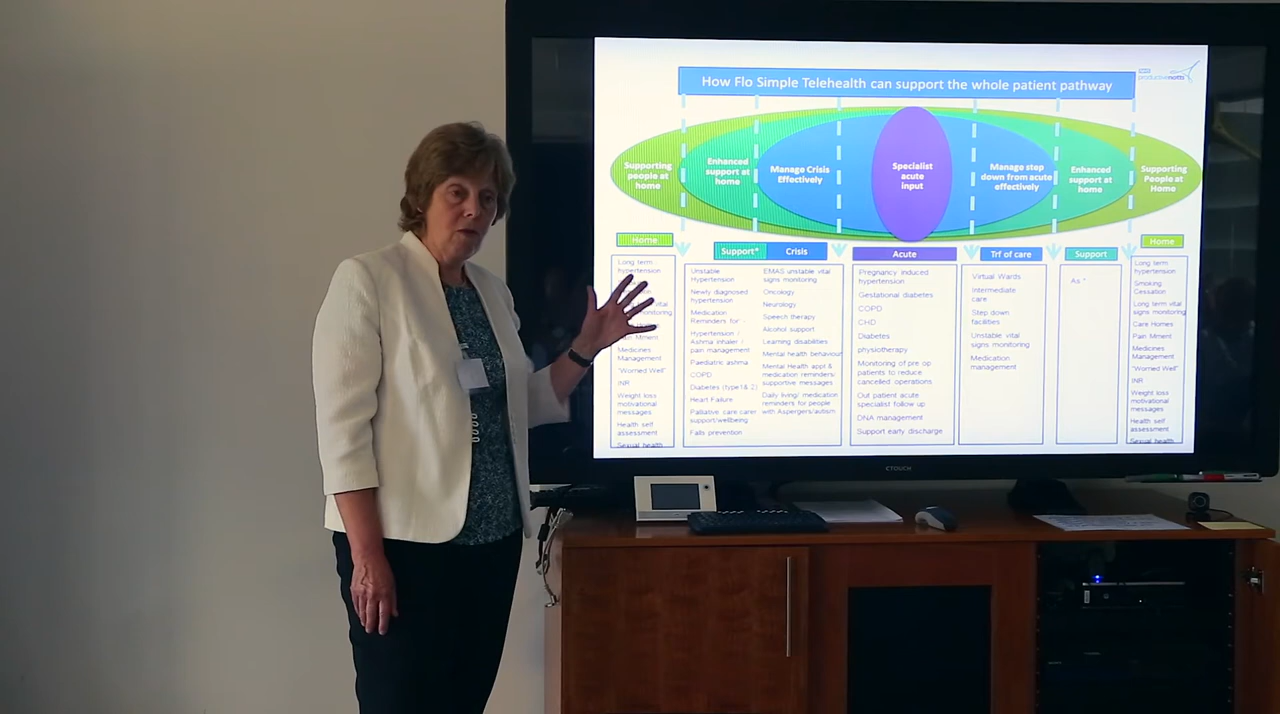 How Flo Simple Telehealth can support the whole patient pathway
productivenotts
Supporting
people at
home
Enhanced
support at
home
Manage Crisis
Effectively
Specialist
acute
input
Manage step
down from acute
effectively
Enhanced
support at
home
Supporting
People at
Home
Home
Long term
hypertension
Medicines
Management
"Worried Well"
INR
Weight loss
motivational
messages
Health self
assessment
Sexual health
Support*
Unstable
Hypertension
Newly diagnosed
hypertension
Medication
Reminders for
Hypertension /
Asthma inhaler /
pain management
Paediatric asthma
COPD
Diabetes (type1& 2)
Heart Failure
Palliative care carer
support/wellbeing
Falls prevention
Crisis
EMAS unstable vital
signs monitoring
Oncology
Neurology
Speech therapy
Alcohol support
Learning disabilities
Mental health behaviour
Mental Health appt &
medication reminders/
supportive messages
Daily living/ medication
reminders for people
with Aspergers/autism
Acute
Pregnancy induced
hypertension
Gestational diabetes
COPD
CHD
Diabetes
physiotherapy
Monitoring of pre op
patients to reduce
cancelled operations
Out patient acute
specialist follow up
DNA management
Support early discharge
Trf of care
Virtual Wards
Intermediate
care
Step down
facilities
Unstable vital
signs monitoring
Medication
management
Support
As *
Home
Long term
hypertension
Smoking
Cessation
Long term vital
signs monitoring
Care Homes
Pain Mment
Medicines
Management
"Worried Well"
INR
Weight loss
motivational
messages
Health self
assessment
Sexual health
CTOUCH